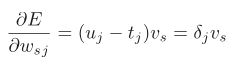 ∂E/∂w_{sj} = (u_j − t_j)v_s = δ_j v_s